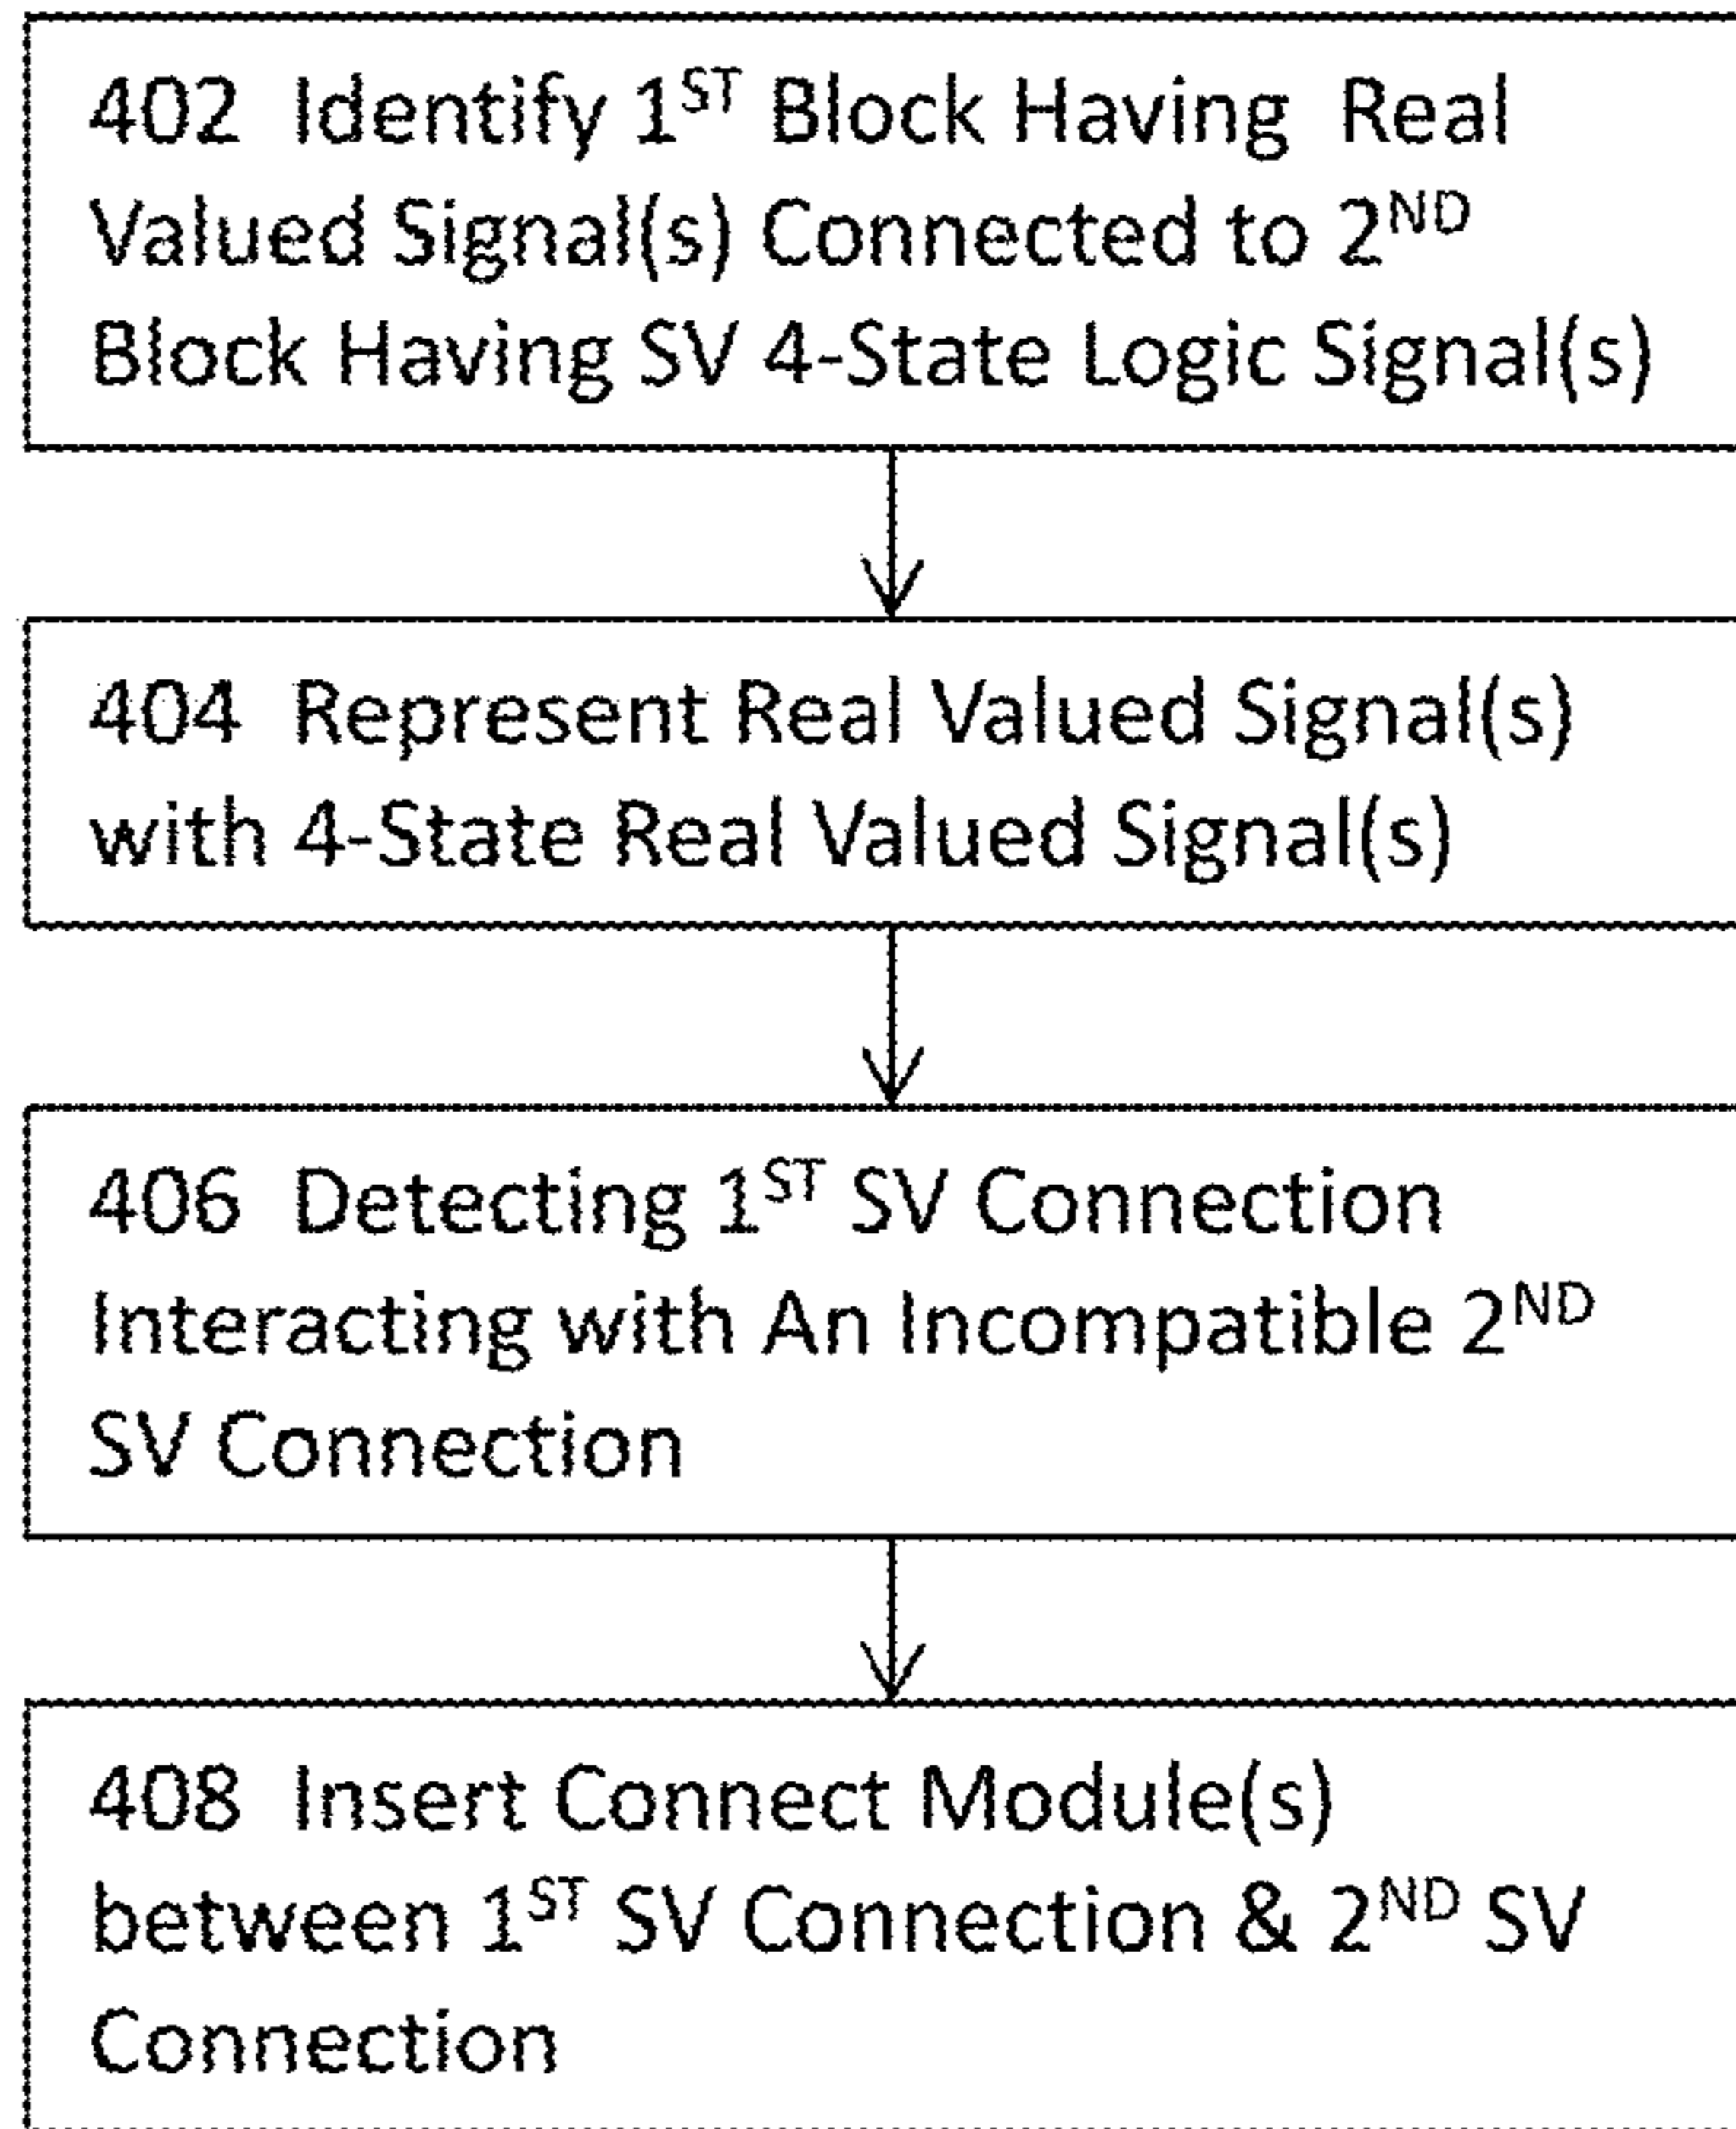 402 Identify 1ST Block Having Real
Valued Signal(s) Connected to 2ND
Block Having SV 4-State Logic Signal(s)
404 Represent Real Valued Signal(s)
with 4-State Real Valued Signal(s)
406 Detecting 1ST SV Connection
Interacting with An Incompatible 2ND
SV Connection
408 Insert Connect Module(s)
between 1ST SV Connection & 2ND SV
Connection